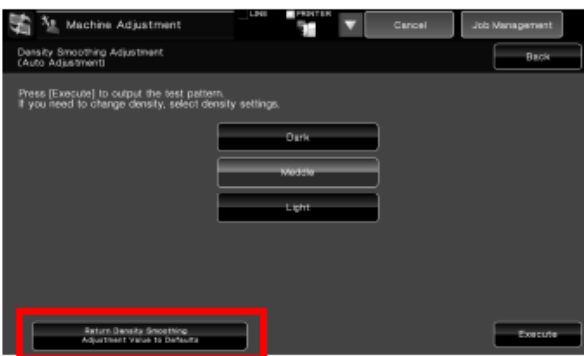 Machine Adjustment
LINE
PRINTER
Cancel
Job Management
Density Smoothing Adjustment
(Auto Adjustment)
Back
Press [Execute] to output the test pattern.
If you need to change density, select density settings.
Dark
Meddle
Light
Return Density Smoothing
Adjustment Value to Defaults
Execute